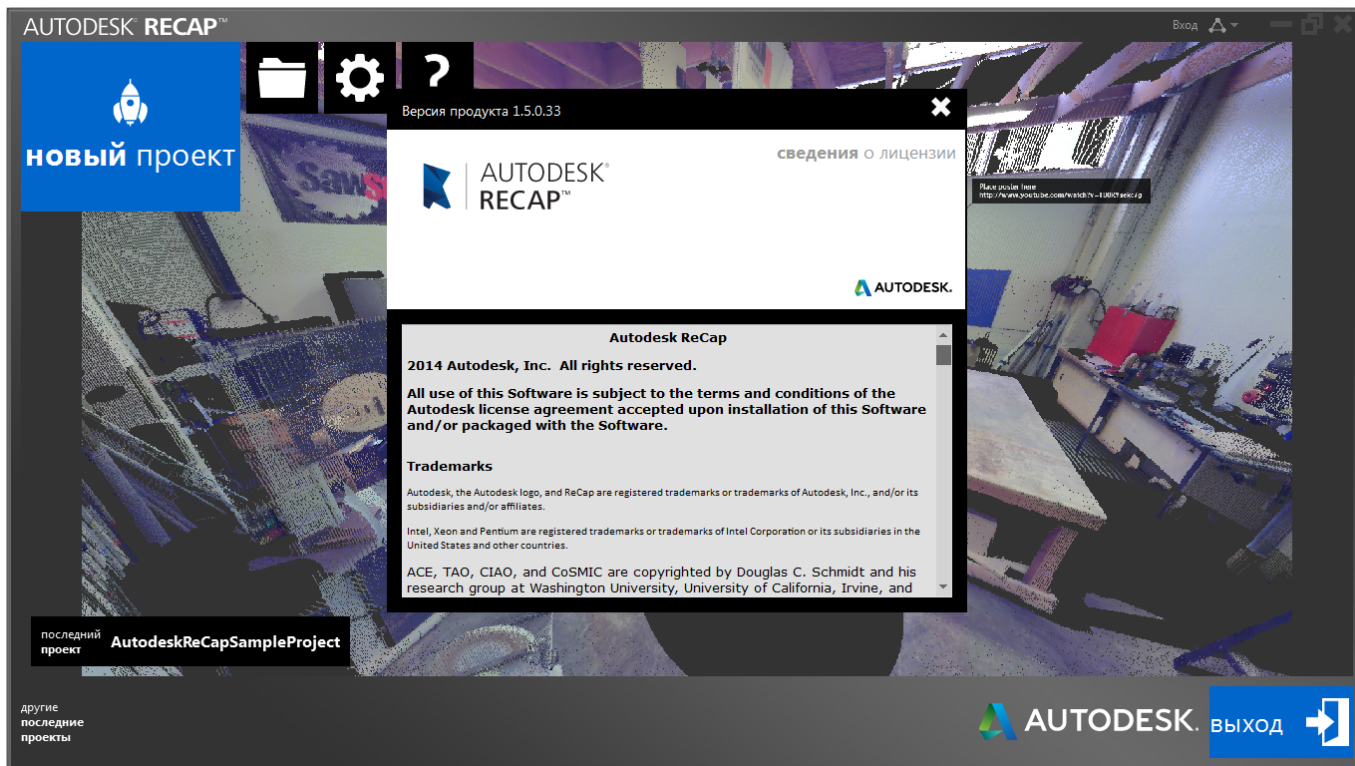 AUTODESK® RECAP™
Вход
новый проект
?
Версия продукта 1.5.0.33
сведения о лицензии
AUTODESK®
RECAP™
AUTODESK.
Place poster here
Autodesk ReCap
2014 Autodesk, Inc. All rights reserved.
All use of this Software is subject to the terms and conditions of the
Autodesk license agreement accepted upon installation of this Software
and/or packaged with the Software.
Trademarks
Autodesk, the Autodesk logo, and ReCap are registered trademarks or trademarks of Autodesk, Inc., and/or its
subsidiaries and/or affiliates.
Intel, Xeon and Pentium are registered trademarks or trademarks of Intel Corporation or its subsidiaries in the
United States and other countries.
ACE, TAO, CIAO, and CoSMIC are copyrighted by Douglas C. Schmidt and his
research group at Washington University, University of California, Irvine, and
последний
проект
AutodeskReCapSampleProject
другие
последние
проекты
AUTODESK.
выход